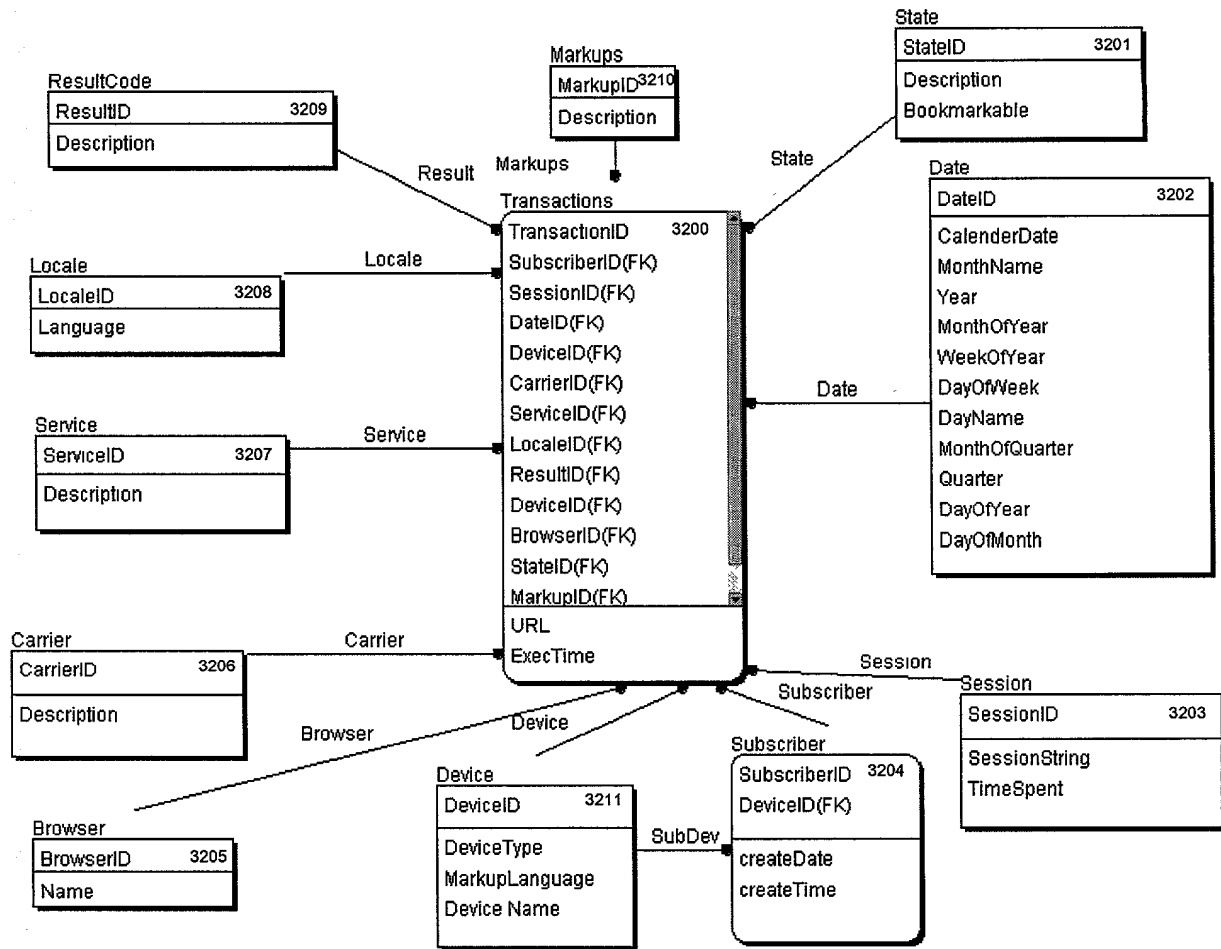 State
StateID 3201
Description
Bookmarkable
Markups
MarkupID 3210
Description
ResultCode
ResultID 3209
Description
Result
Markups
State
Date
DateID 3202
CalenderDate
MonthName
Year
MonthOfYear
WeekOfYear
DayOfWeek
DayName
MonthOfQuarter
Quarter
DayOfYear
DayOfMonth
Transactions
TransactionID 3200
SubscriberID(FK)
SessionID(FK)
DateID(FK)
DeviceID(FK)
CarrierID(FK)
ServiceID(FK)
LocaleID(FK)
ResultID(FK)
DeviceID(FK)
BrowserID(FK)
StateID(FK)
MarkupID(FK)
URL
ExecTime
Locale
Locale
LocaleID 3208
Language
Date
Service
Service
ServiceID 3207
Description
Carrier
Carrier
CarrierID 3206
Description
Session
Session
SessionID 3203
SessionString
TimeSpent
Subscriber
Browser
Device
Subscriber
SubscriberID 3204
DeviceID(FK)
createDate
createTime
Device
DeviceID 3211
DeviceType
MarkupLanguage
Device Name
SubDev
Browser
BrowserID 3205
Name